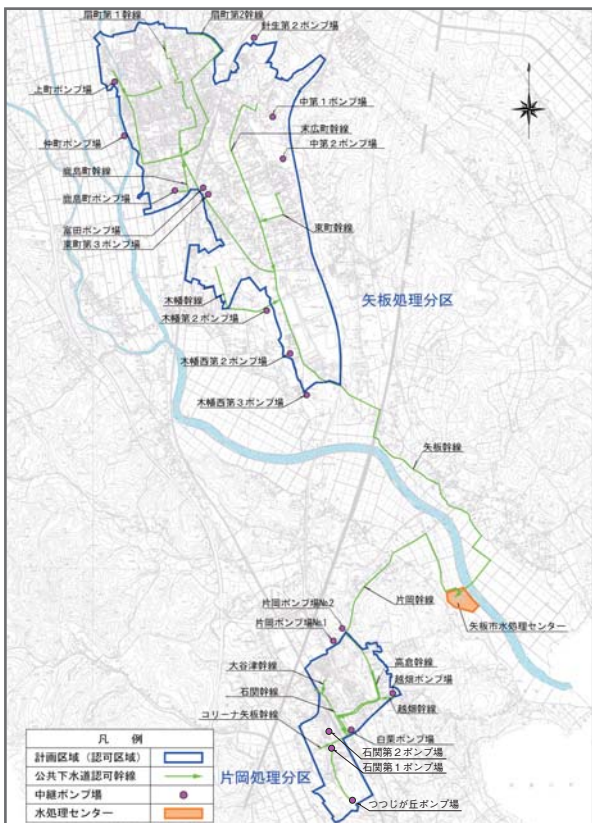 扇町第1幹線
扇町第2幹線
針生第2ポンプ場
上町ポンプ場
中第1ポンプ場
仲町ポンプ場
末広町幹線
中第2ポンプ場
鹿島町幹線
鹿島町ポンプ場
富田ポンプ場
東町第3ポンプ場
東町幹線
矢板処理分区
木幡幹線
木幡第2ポンプ場
木幡西第2ポンプ場
木幡西第3ポンプ場
矢板幹線
片岡ポンプ場No.2
片岡幹線
矢板市水処理センター
片岡ポンプ場No.1
大谷津幹線
高倉幹線
越畑ポンプ場
石関幹線
越畑幹線
コリーナ矢板幹線
白栗ポンプ場
石関第2ポンプ場
石関第1ポンプ場
片岡処理分区
つつじが丘ポンプ場
凡例
計画区域（認可区域）
公共下水道認可幹線
中継ポンプ場
水処理センター